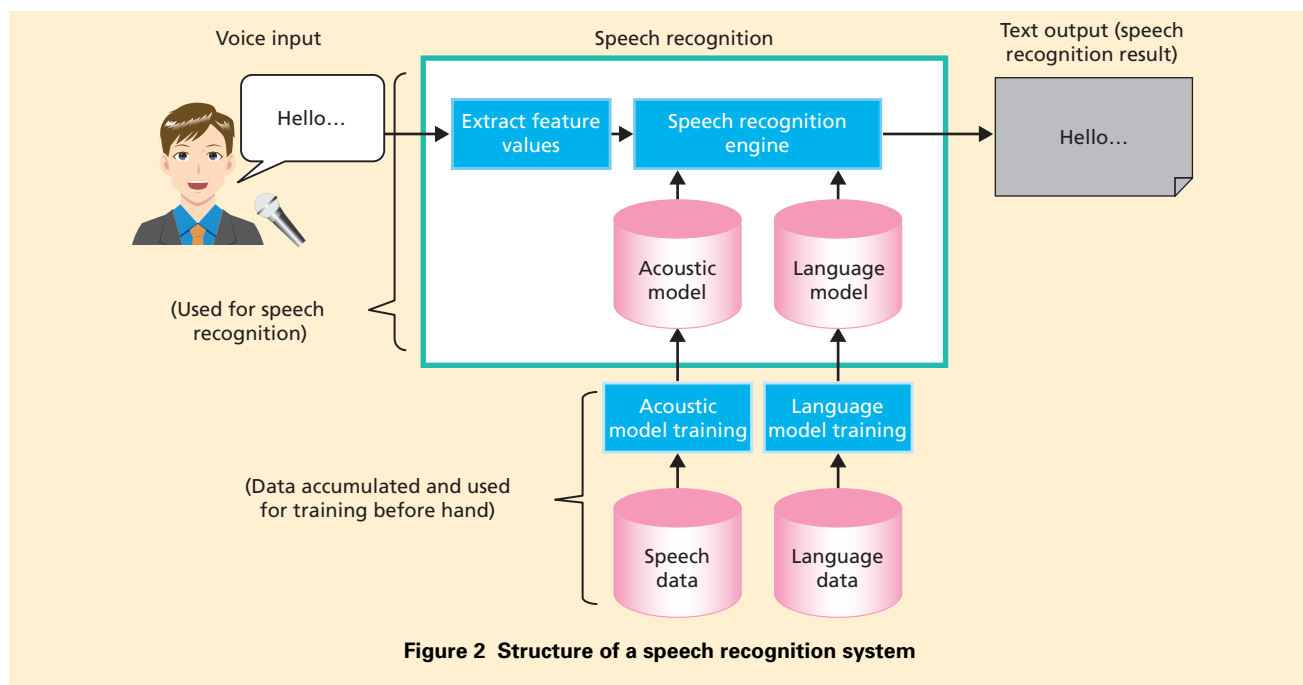 Voice input
Speech recognition
Text output (speech
recognition result)
Hello…
Extract feature
values
Speech recognition
engine
Hello…
Acoustic
model
Language
model
(Used for speech
recognition)
Acoustic
model training
Language
model training
(Data accumulated and used
for training before hand)
Speech
data
Language
data
Figure 2 Structure of a speech recognition system